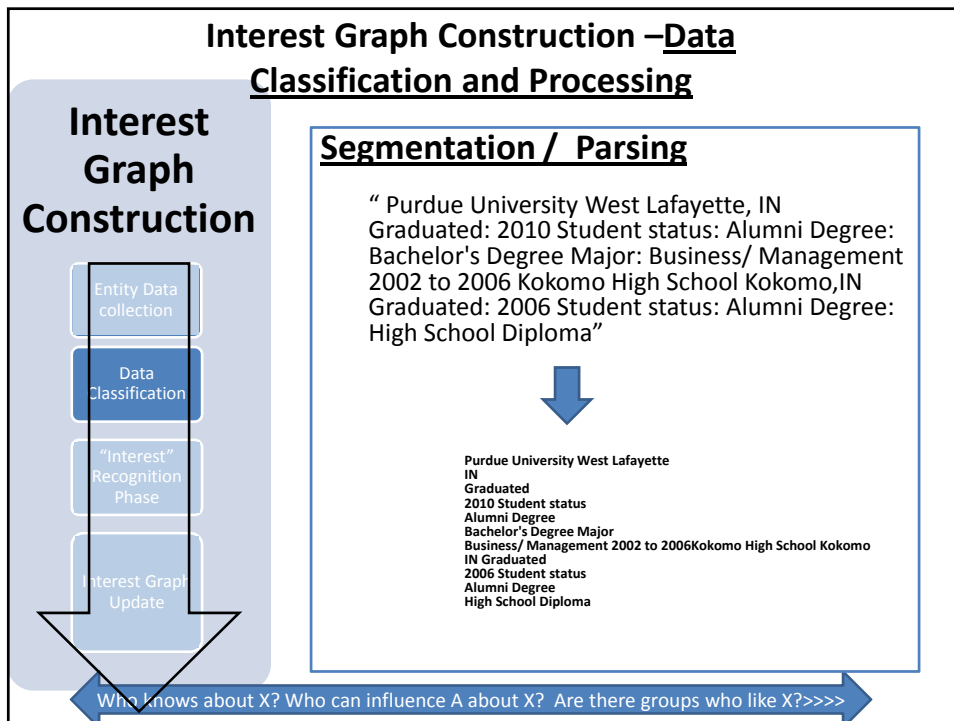 Interest Graph Construction –Data
Classification and Processing
Interest
Graph
Construction
Entity Data
collection
Data
Classification
“Interest”
Recognition
Phase
Interest Graph
Update
Segmentation / Parsing
“ Purdue University West Lafayette, IN
Graduated: 2010 Student status: Alumni Degree:
Bachelor's Degree Major: Business/ Management
2002 to 2006 Kokomo High School Kokomo,IN
Graduated: 2006 Student status: Alumni Degree:
High School Diploma”
Purdue University West Lafayette
IN
Graduated
2010 Student status
Alumni Degree
Bachelor's Degree Major
Business/ Management 2002 to 2006Kokomo High School Kokomo
IN Graduated
2006 Student status
Alumni Degree
High School Diploma
Who knows about X? Who can influence A about X? Are there groups who like X?>>>>